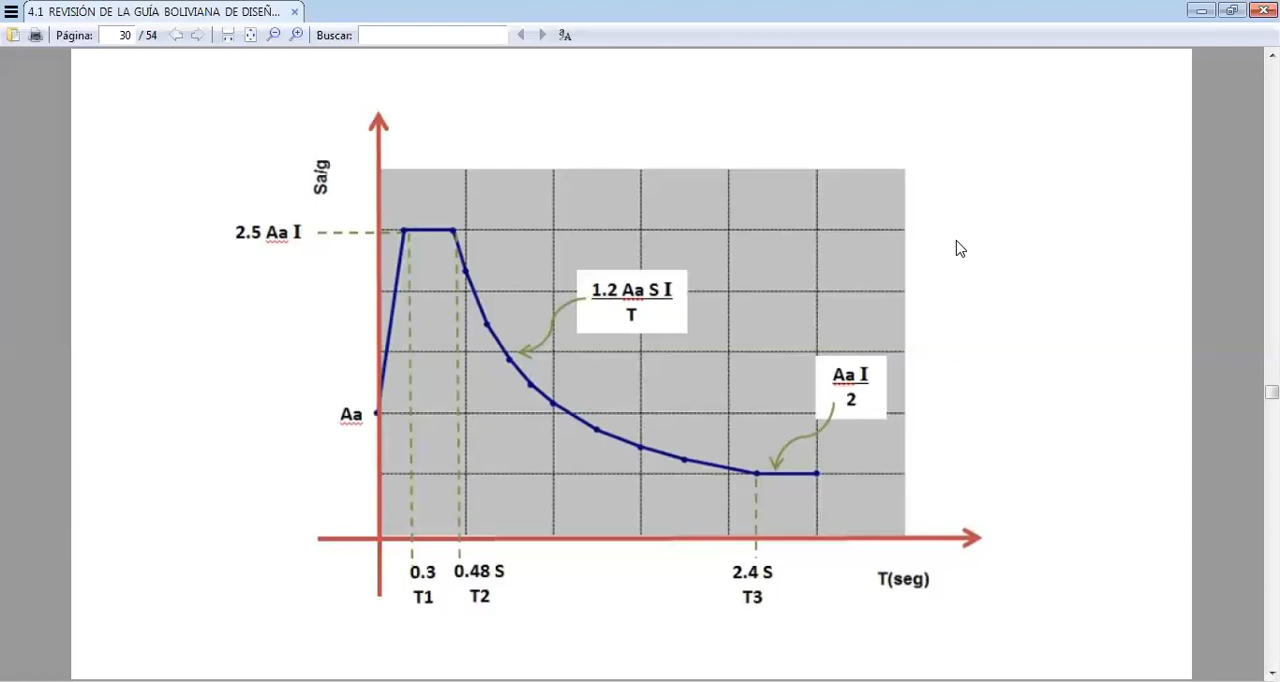 4.1 REVISIÓN DE LA GUÍA BOLIVIANA DE DISEÑ...
Página: 30 / 54 Buscar:
Sa/g
2.5 Aa I
1.2 Aa S I
T
Aa I
2
Aa
0.3 0.48 S 2.4 S T(seg)
T1 T2 T3